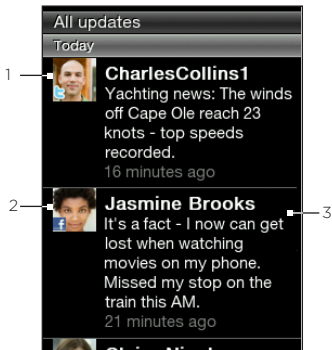 All updates
Today
1
CharlesCollins1
Yachting news: The winds
off Cape Ole reach 23
knots - top speeds
recorded.
16 minutes ago
2
Jasmine Brooks
3
It's a fact - I now can get
lost when watching
movies on my phone.
Missed my stop on the
train this AM.
21 minutes ago